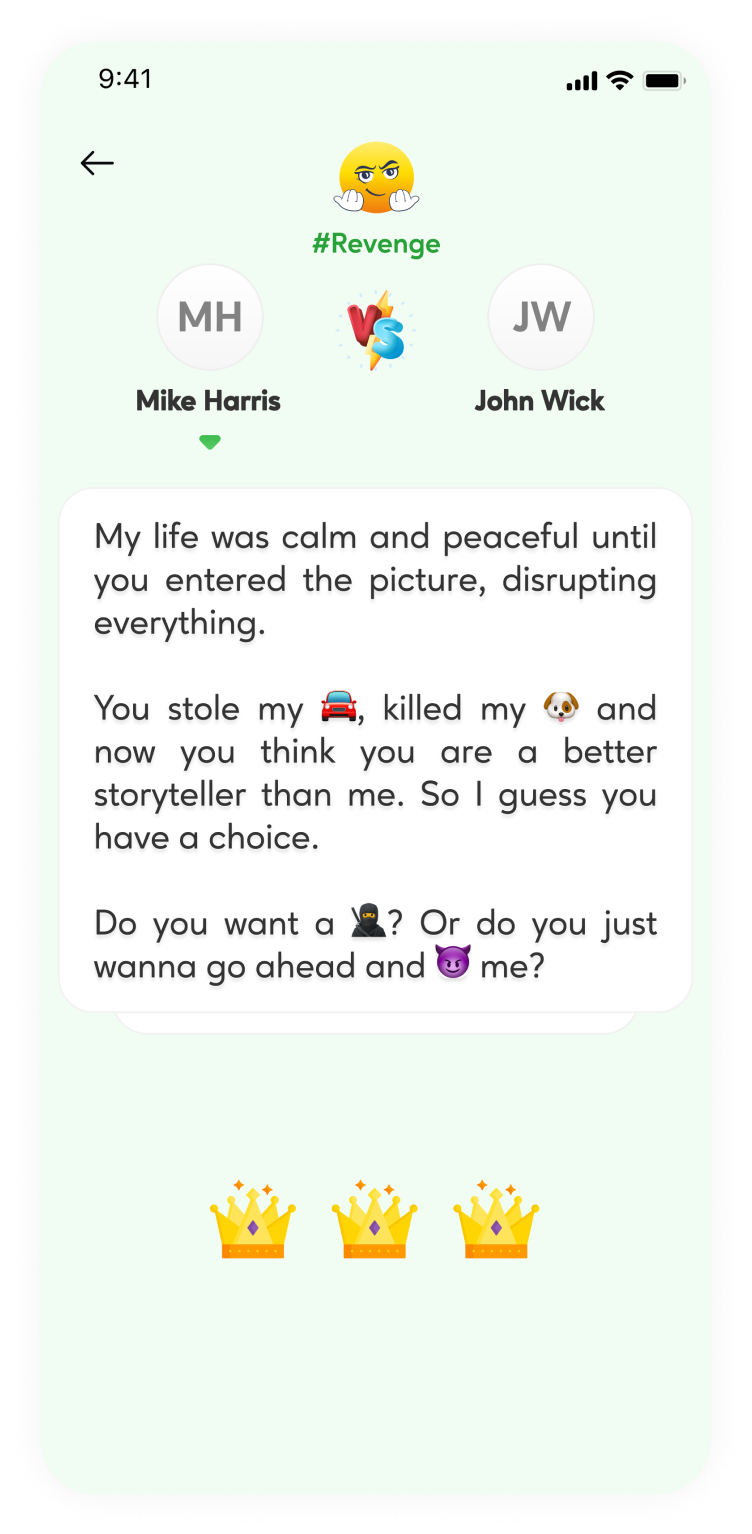 9:41
#Revenge
MH
VS
JW
Mike Harris
John Wick
My life was calm and peaceful until
you entered the picture, disrupting
everything.
You stole my 🚘, killed my 🐶 and
now you think you are a better
storyteller than me. So I guess you
have a choice.
Do you want a 🥷? Or do you just
wanna go ahead and 😈 me?